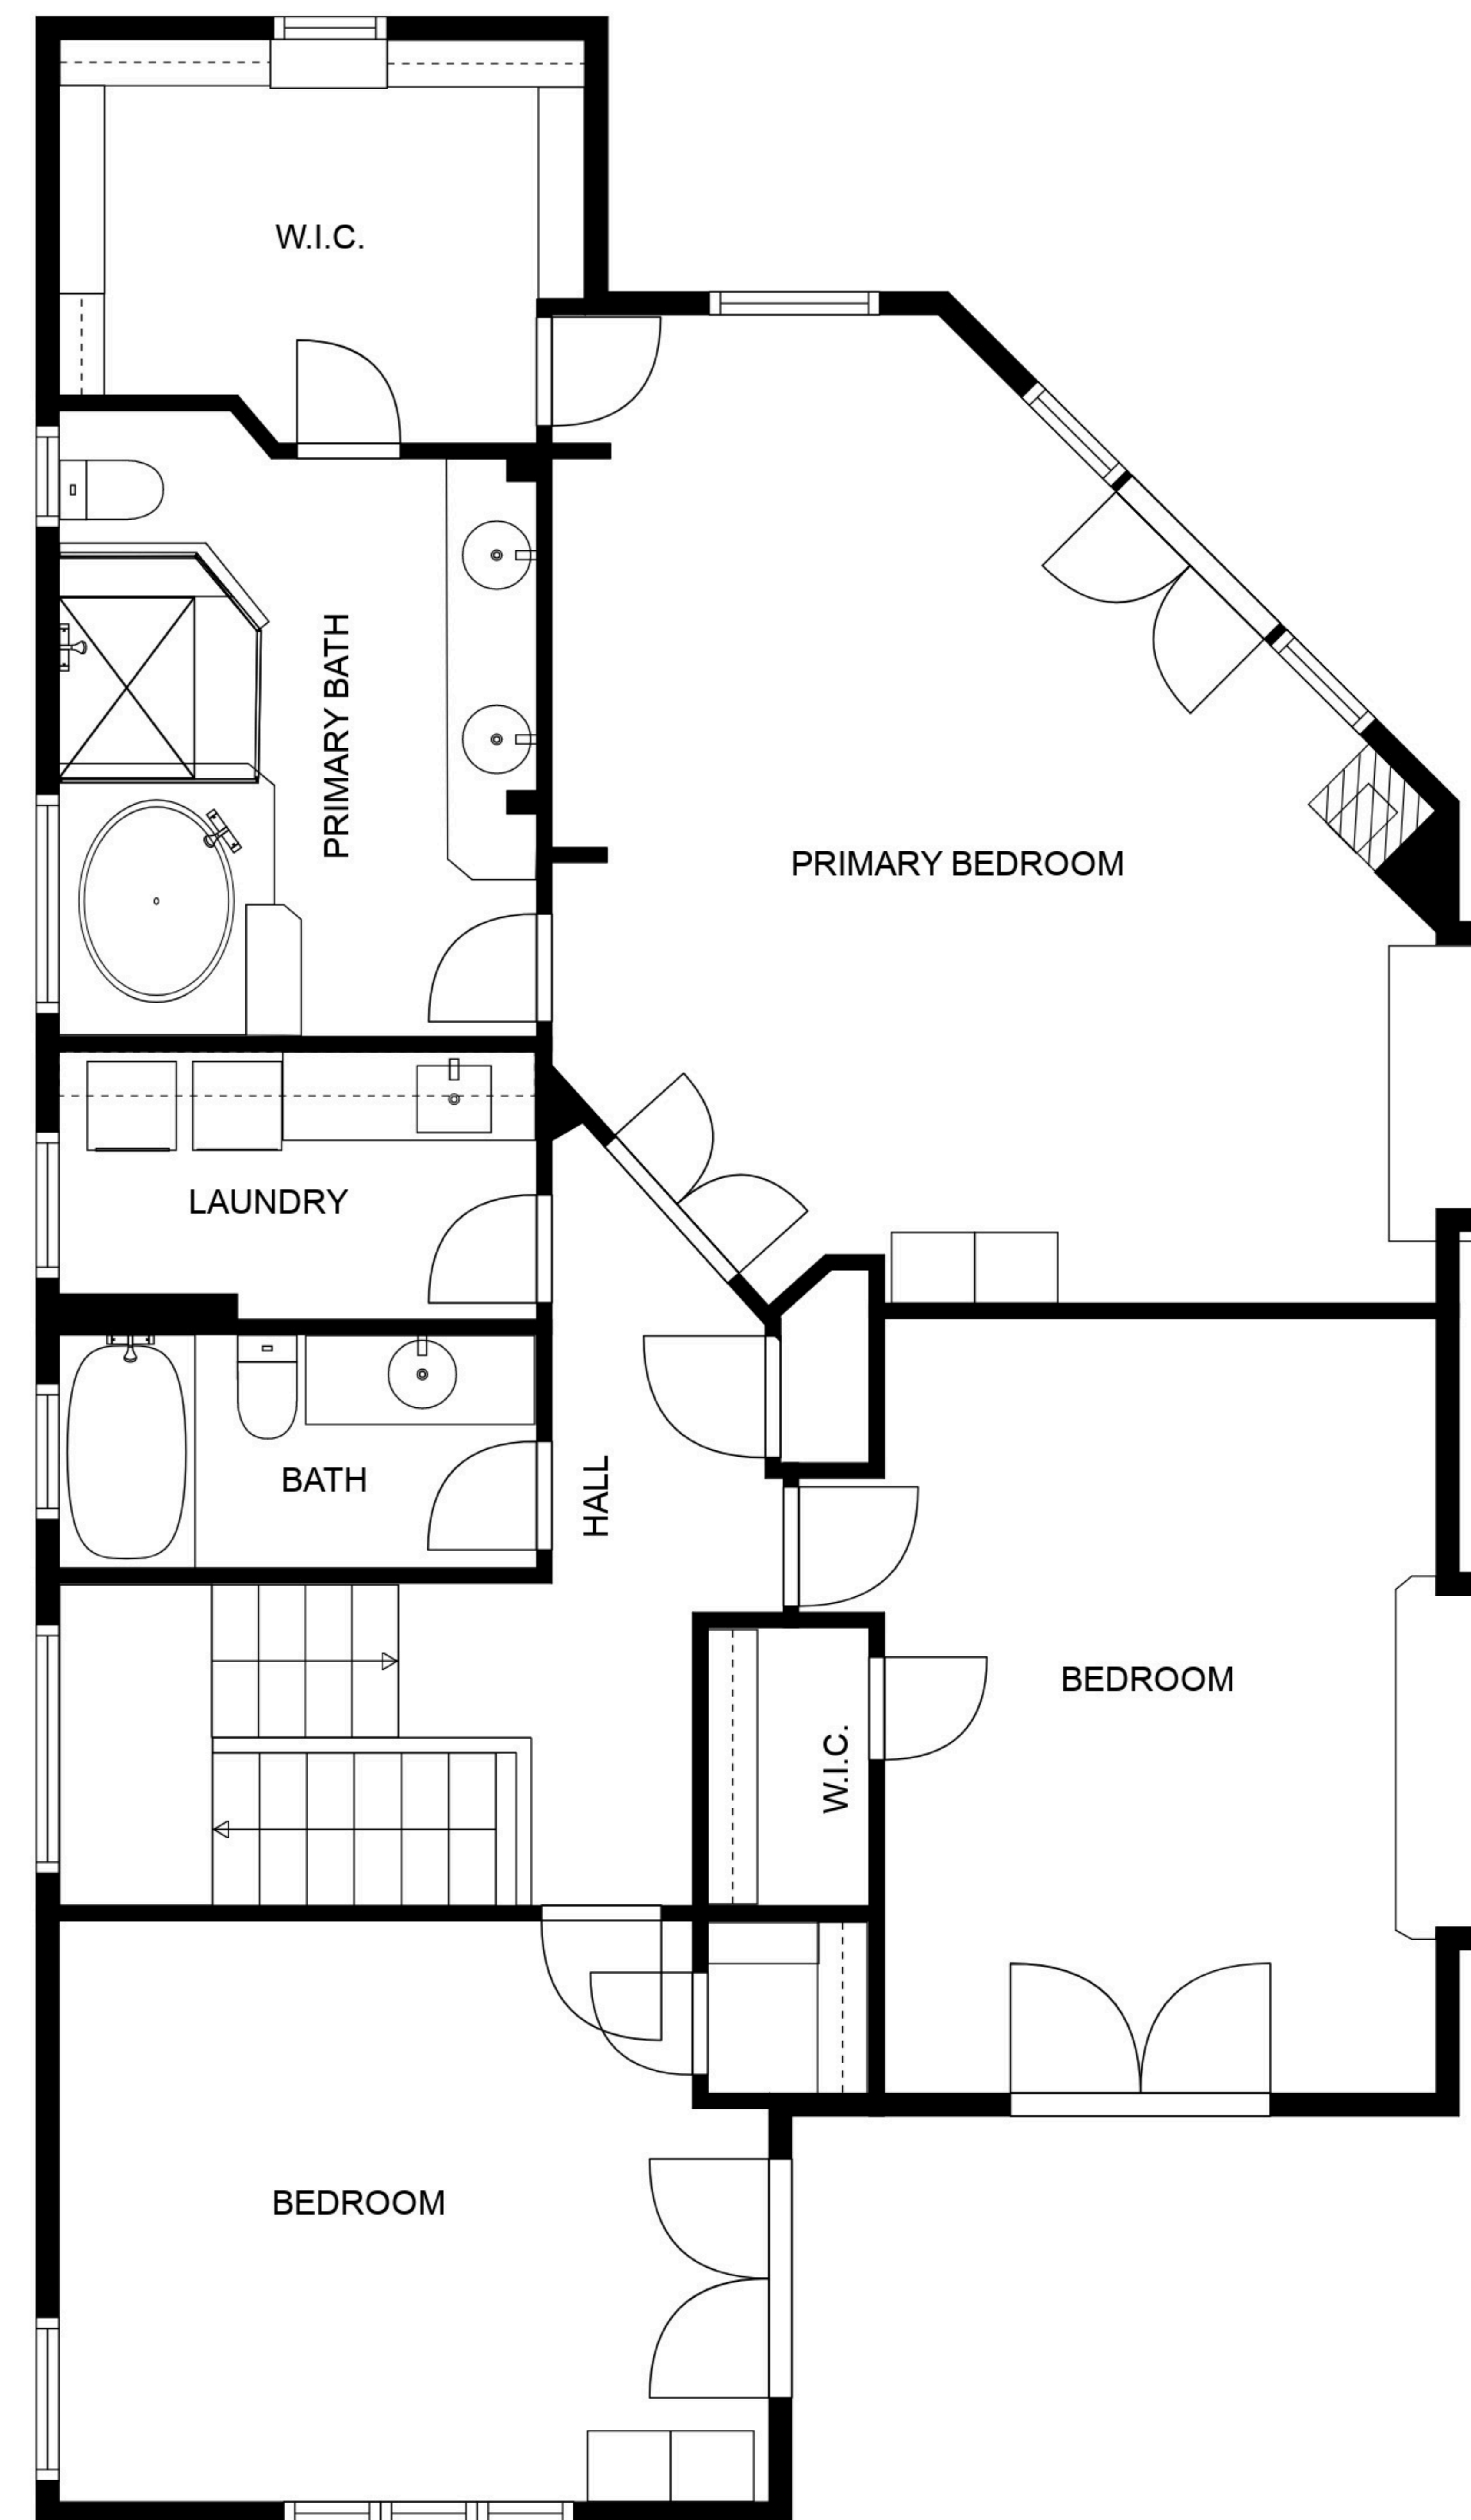 W.I.C.
PRIMARY BATH
PRIMARY BEDROOM
LAUNDRY
BATH
HALL
BEDROOM
W.I.C.
BEDROOM